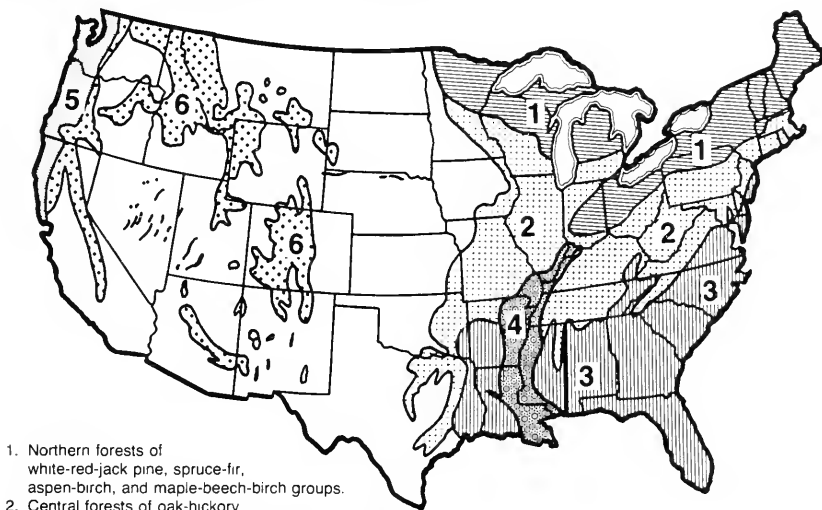 5
6
1
1
6
2
2
3
4
3
1. Northern forests of
white-red-jack pine, spruce-fir,
aspen-birch, and maple-beech-birch groups.
2. Central forests of oak-hickory